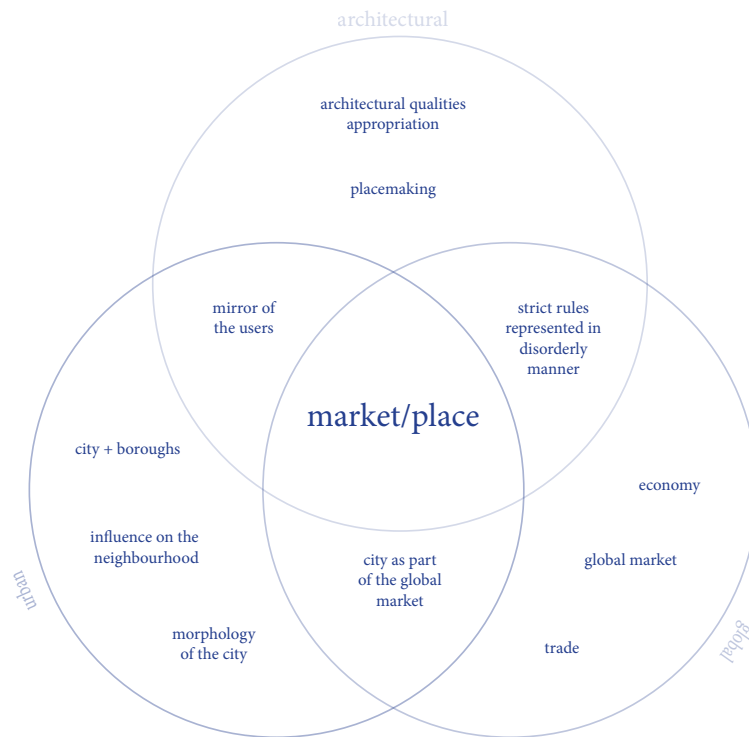 architectural
architectural qualities
appropriation
placemaking
mirror of
the users
strict rules
represented in
disorderly
manner
market/place
city + boroughs
economy
influence on the
neighbourhood
city as part
of the global
market
global market
urban
morphology
of the city
trade
global